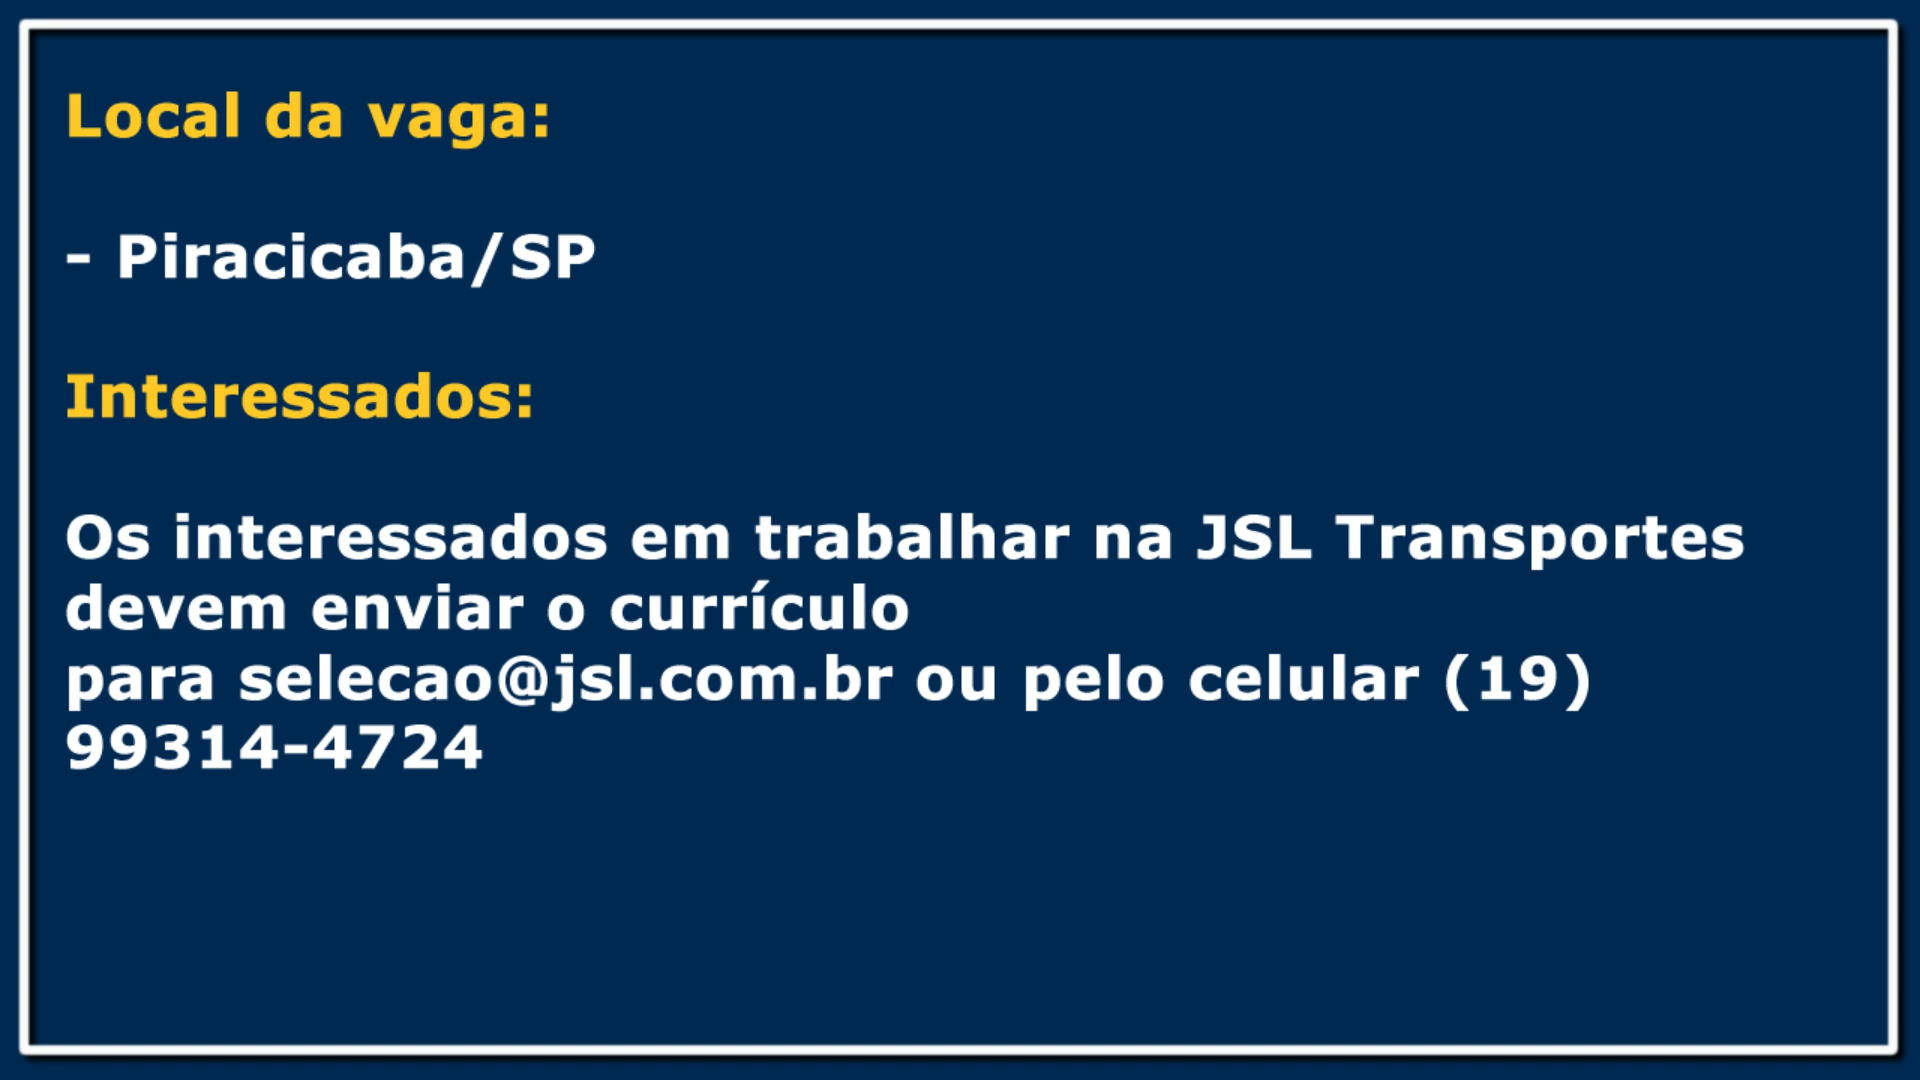 Local da vaga:
- Piracicaba/SP
Interessados:
Os interessados em trabalhar na JSL Transportes
devem enviar o currículo
para selecao@jsl.com.br ou pelo celular (19)
99314-4724